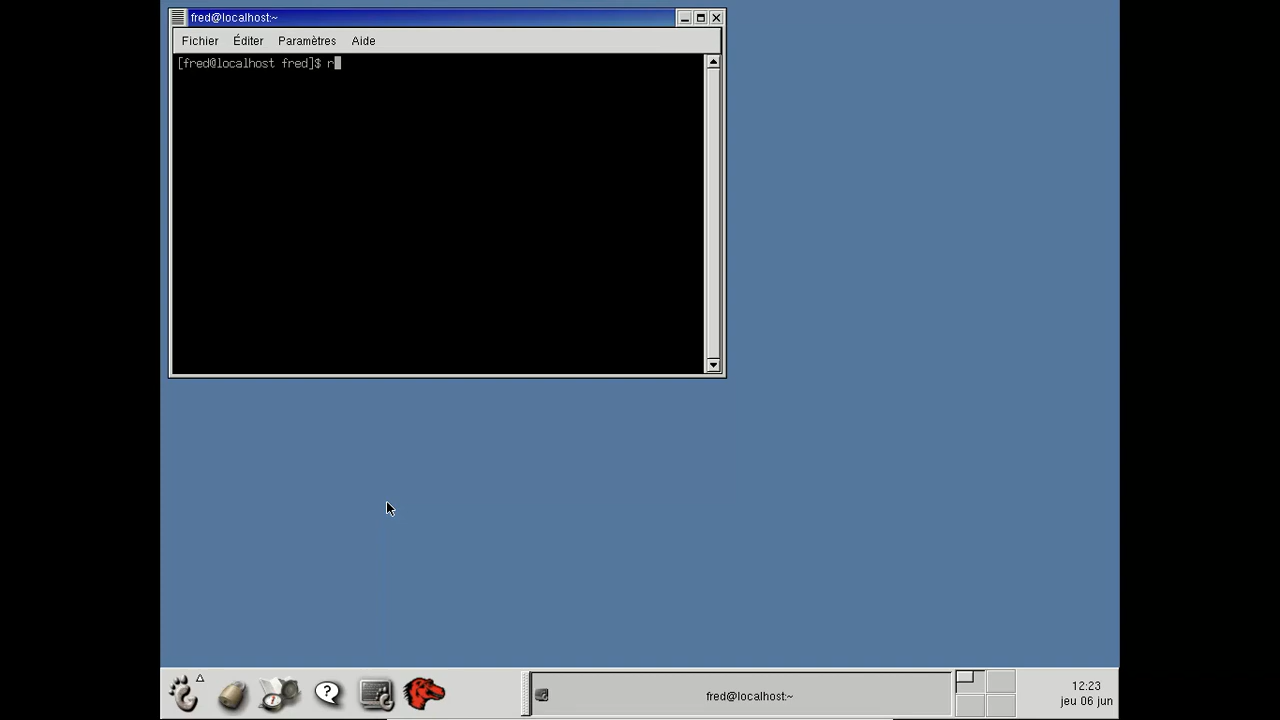 fred@localhost:~
Fichier Éditer Paramètres Aide
[fred@localhost fred]$ r
fred@localhost:~
12:23
jeu 06 jun